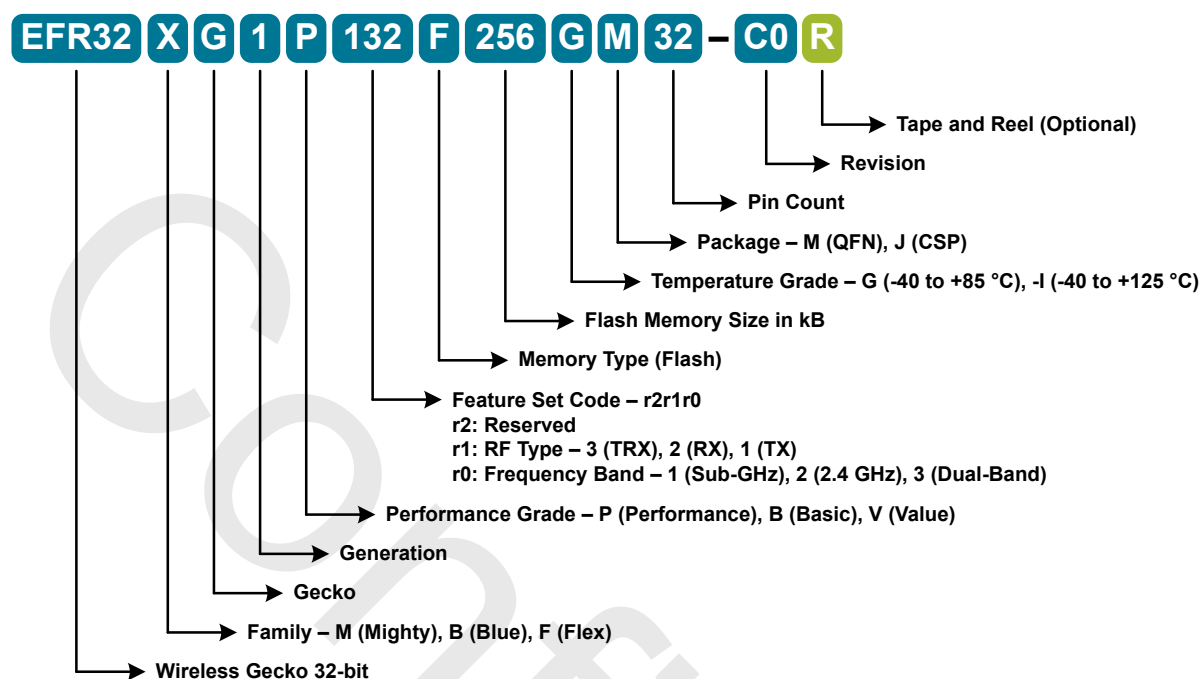 EFR32 X G 1 P 132 F 256 G M 32 – C0 R
Tape and Reel (Optional)
Revision
Pin Count
Package – M (QFN), J (CSP)
Temperature Grade – G (-40 to +85 °C), -I (-40 to +125 °C)
Flash Memory Size in kB
Memory Type (Flash)
Feature Set Code – r2r1r0
r2: Reserved
r1: RF Type – 3 (TRX), 2 (RX), 1 (TX)
r0: Frequency Band – 1 (Sub-GHz), 2 (2.4 GHz), 3 (Dual-Band)
Performance Grade – P (Performance), B (Basic), V (Value)
Generation
Gecko
Family – M (Mighty), B (Blue), F (Flex)
Wireless Gecko 32-bit